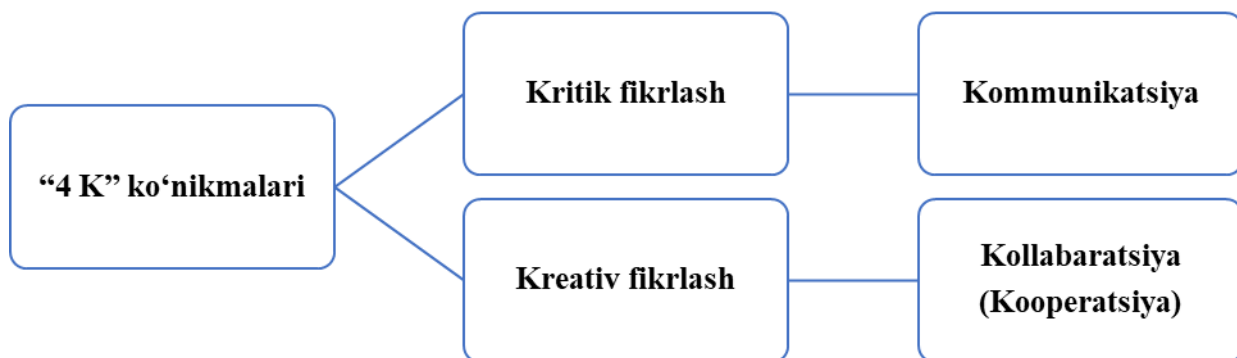 “4 K” ko‘nikmalari
Kritik fikrlash
Kommunikatsiya
Kreativ fikrlash
Kollabaratsiya
(Kooperatsiya)